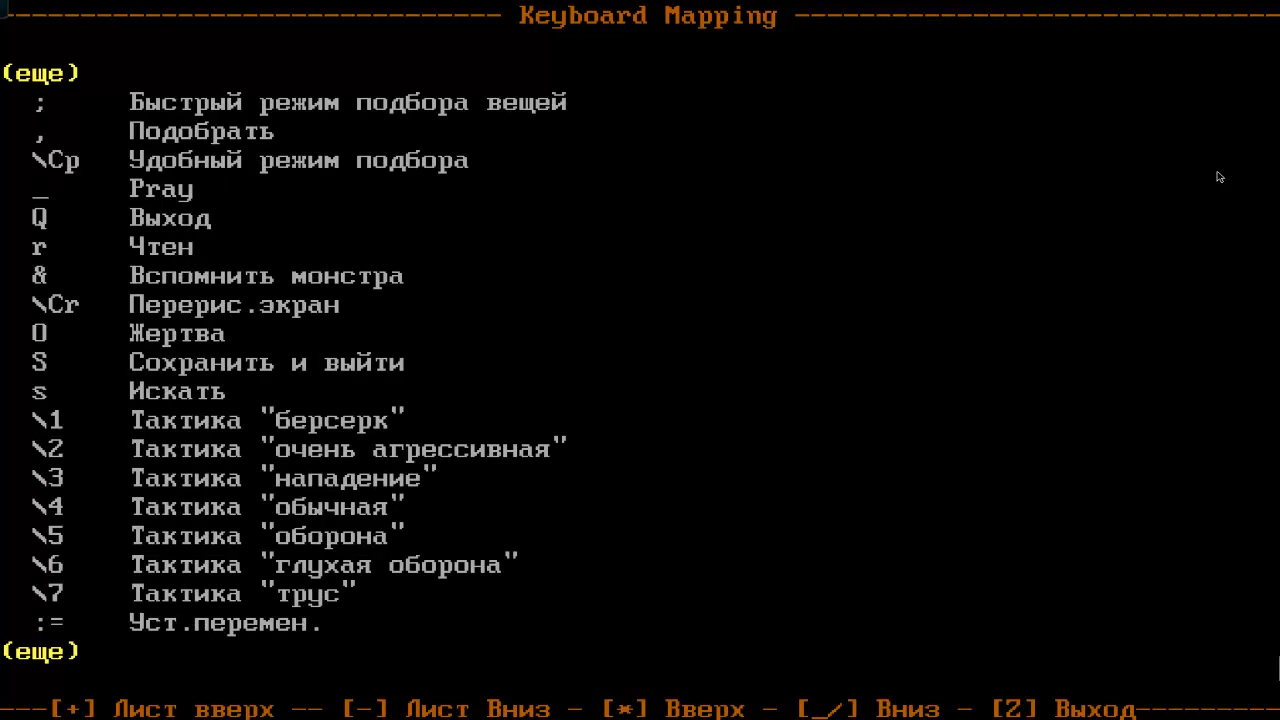 Keyboard Mapping
(еще)
; Быстрый режим подбора вещей
, Подобрать
\Cp Удобный режим подбора
_ Pray
Q Выход
r Чтен
& Вспомнить монстра
\Cr Перерис.экран
O Жертва
S Сохранить и выйти
s Искать
\1 Тактика "берсерк"
\2 Тактика "очень агрессивная"
\3 Тактика "нападение"
\4 Тактика "обычная"
\5 Тактика "оборона"
\6 Тактика "глухая оборона"
\7 Тактика "трус"
:= Уст.перемен.
(еще)
---[+] Лист вверх -- [-] Лист Вниз - [*] Вверх - [_/] Вниз - [Z] Выход---------